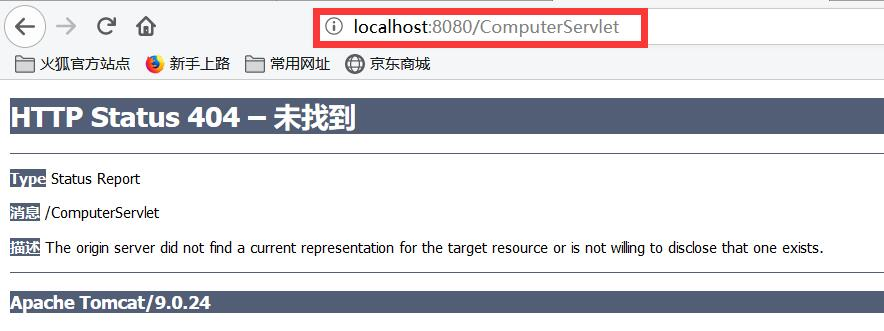 localhost:8080/ComputerServlet
火狐官方站点 新手上路 常用网址 京东商城
HTTP Status 404 – 未找到
Type Status Report
消息 /ComputerServlet
描述 The origin server did not find a current representation for the target resource or is not willing to disclose that one exists.
Apache Tomcat/9.0.24